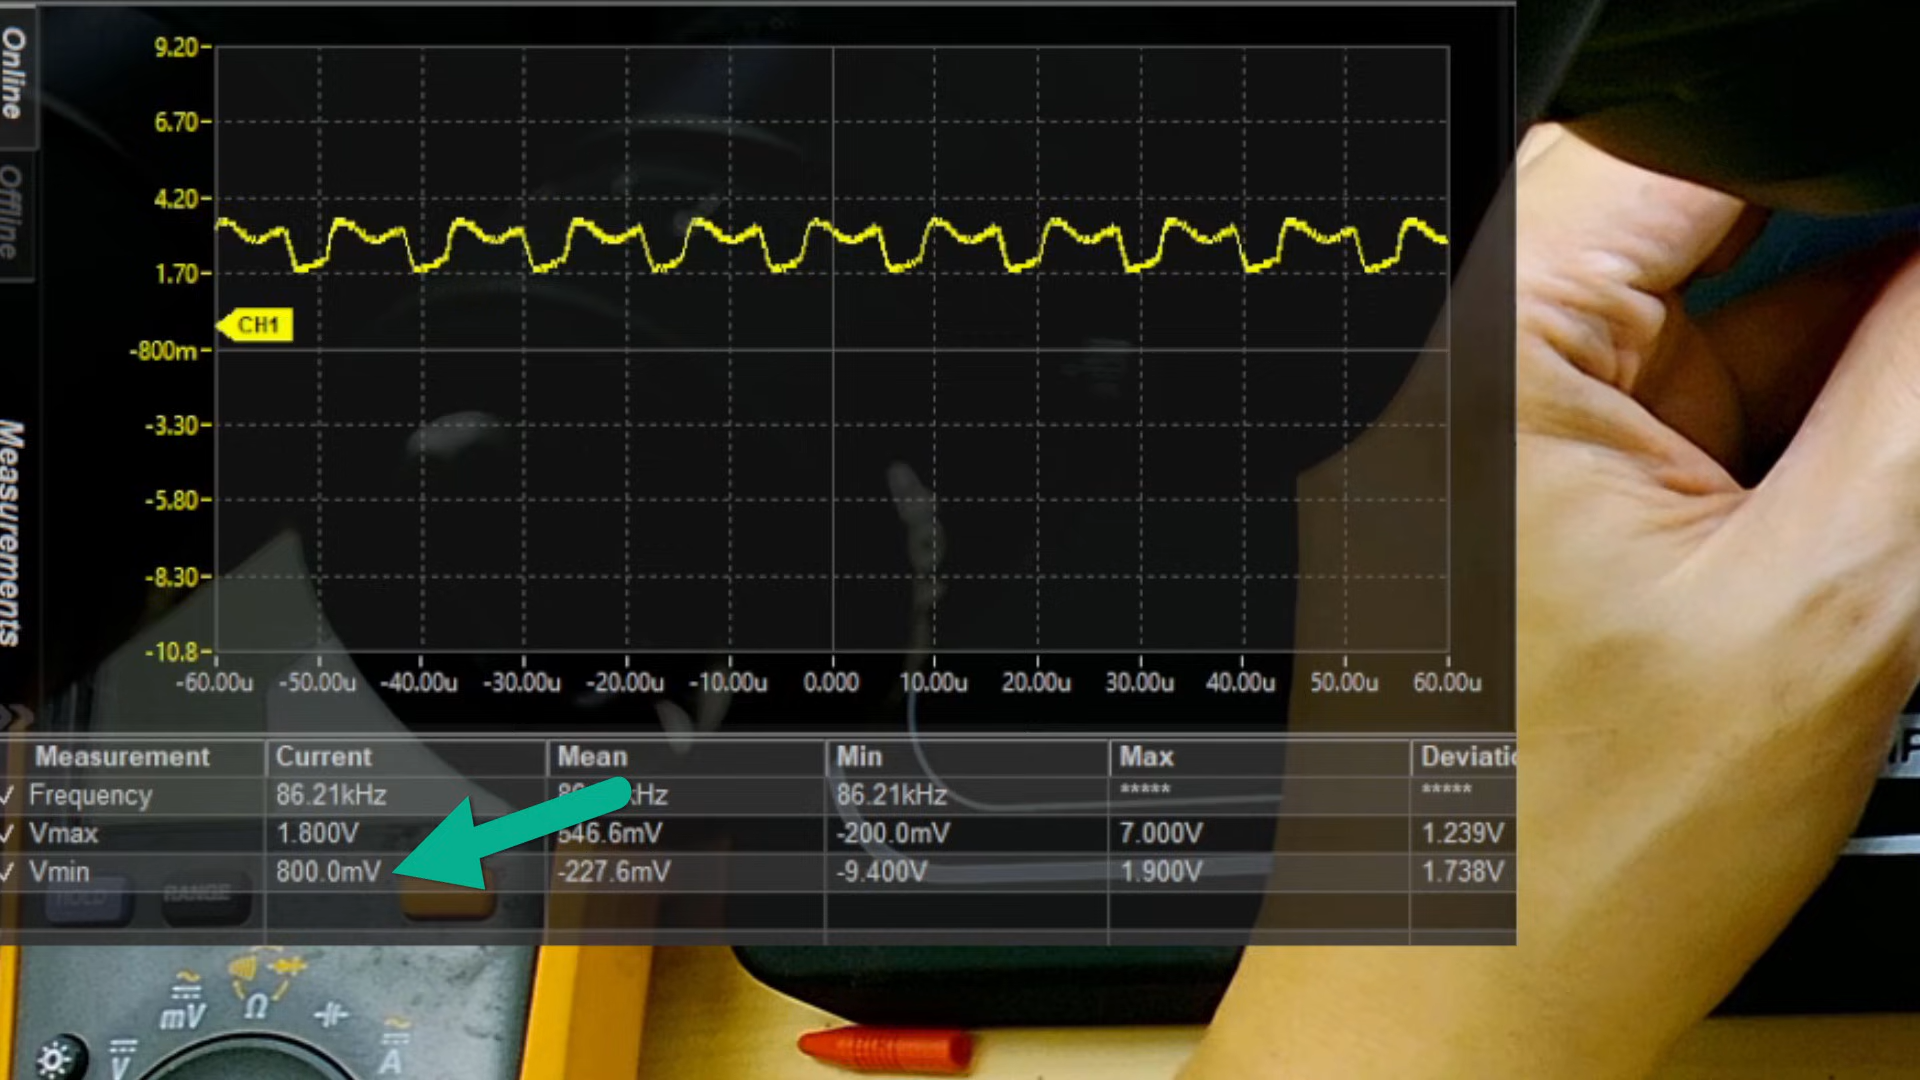 Online
Offline
Measurements
9.20
6.70
4.20
1.70
-800m
-3.30
-5.80
-8.30
-10.8
CH1
-60.00u -50.00u -40.00u -30.00u -20.00u -10.00u 0.000 10.00u 20.00u 30.00u 40.00u 50.00u 60.00u
Measurement Current Mean Min Max Deviatio
Frequency 86.21kHz kHz 86.21kHz ***** *****
Vmax 1.800V 546.6mV -200.0mV 7.000V 1.239V
Vmin 800.0mV -227.6mV -9.400V 1.900V 1.738V
HOLD RANGE
mV Ω
V A